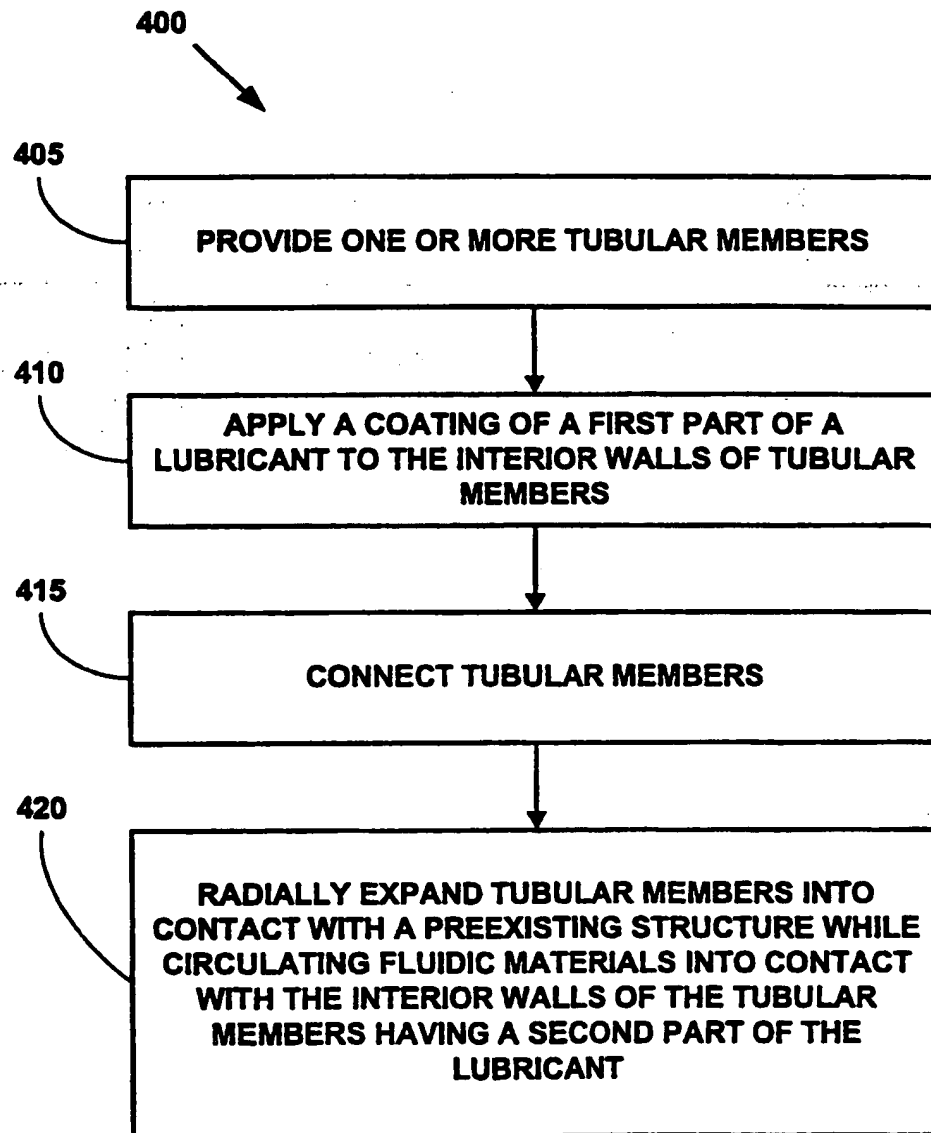 400
405
PROVIDE ONE OR MORE TUBULAR MEMBERS
410
APPLY A COATING OF A FIRST PART OF A
LUBRICANT TO THE INTERIOR WALLS OF TUBULAR
MEMBERS
415
CONNECT TUBULAR MEMBERS
420
RADIALLY EXPAND TUBULAR MEMBERS INTO
CONTACT WITH A PREEXISTING STRUCTURE WHILE
CIRCULATING FLUIDIC MATERIALS INTO CONTACT
WITH THE INTERIOR WALLS OF THE TUBULAR
MEMBERS HAVING A SECOND PART OF THE
LUBRICANT